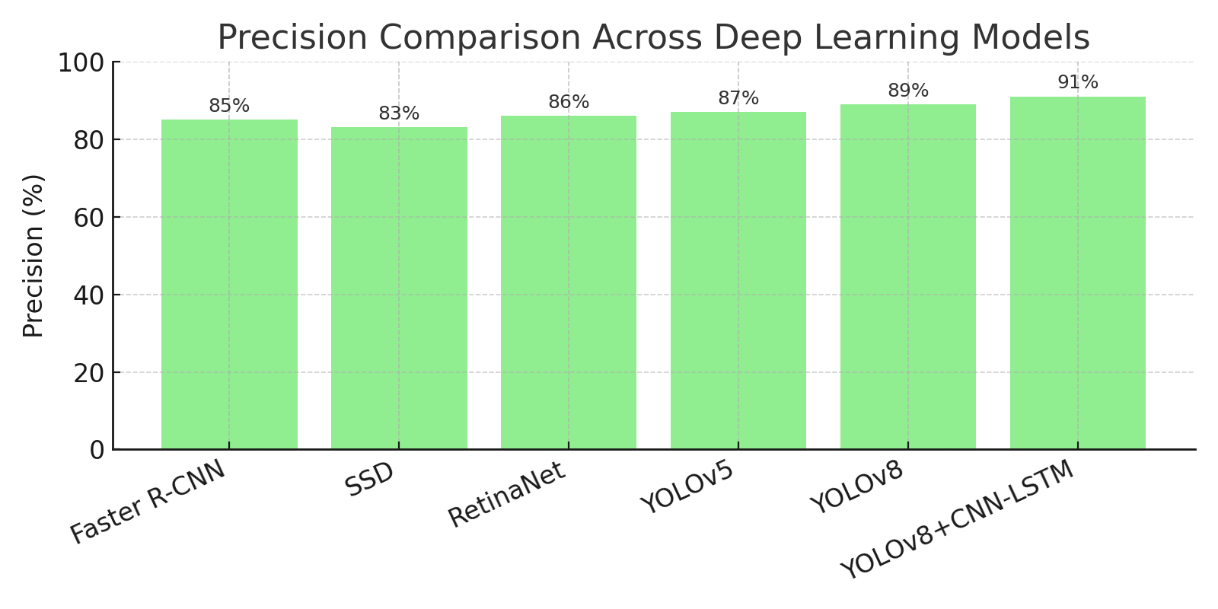 Precision Comparison Across Deep Learning Models
Precision (%)
100
80
60
40
20
0
85%
83%
86%
87%
89%
91%
Faster R-CNN
SSD
RetinaNet
YOLOv5
YOLOv8
YOLOv8+CNN-LSTM